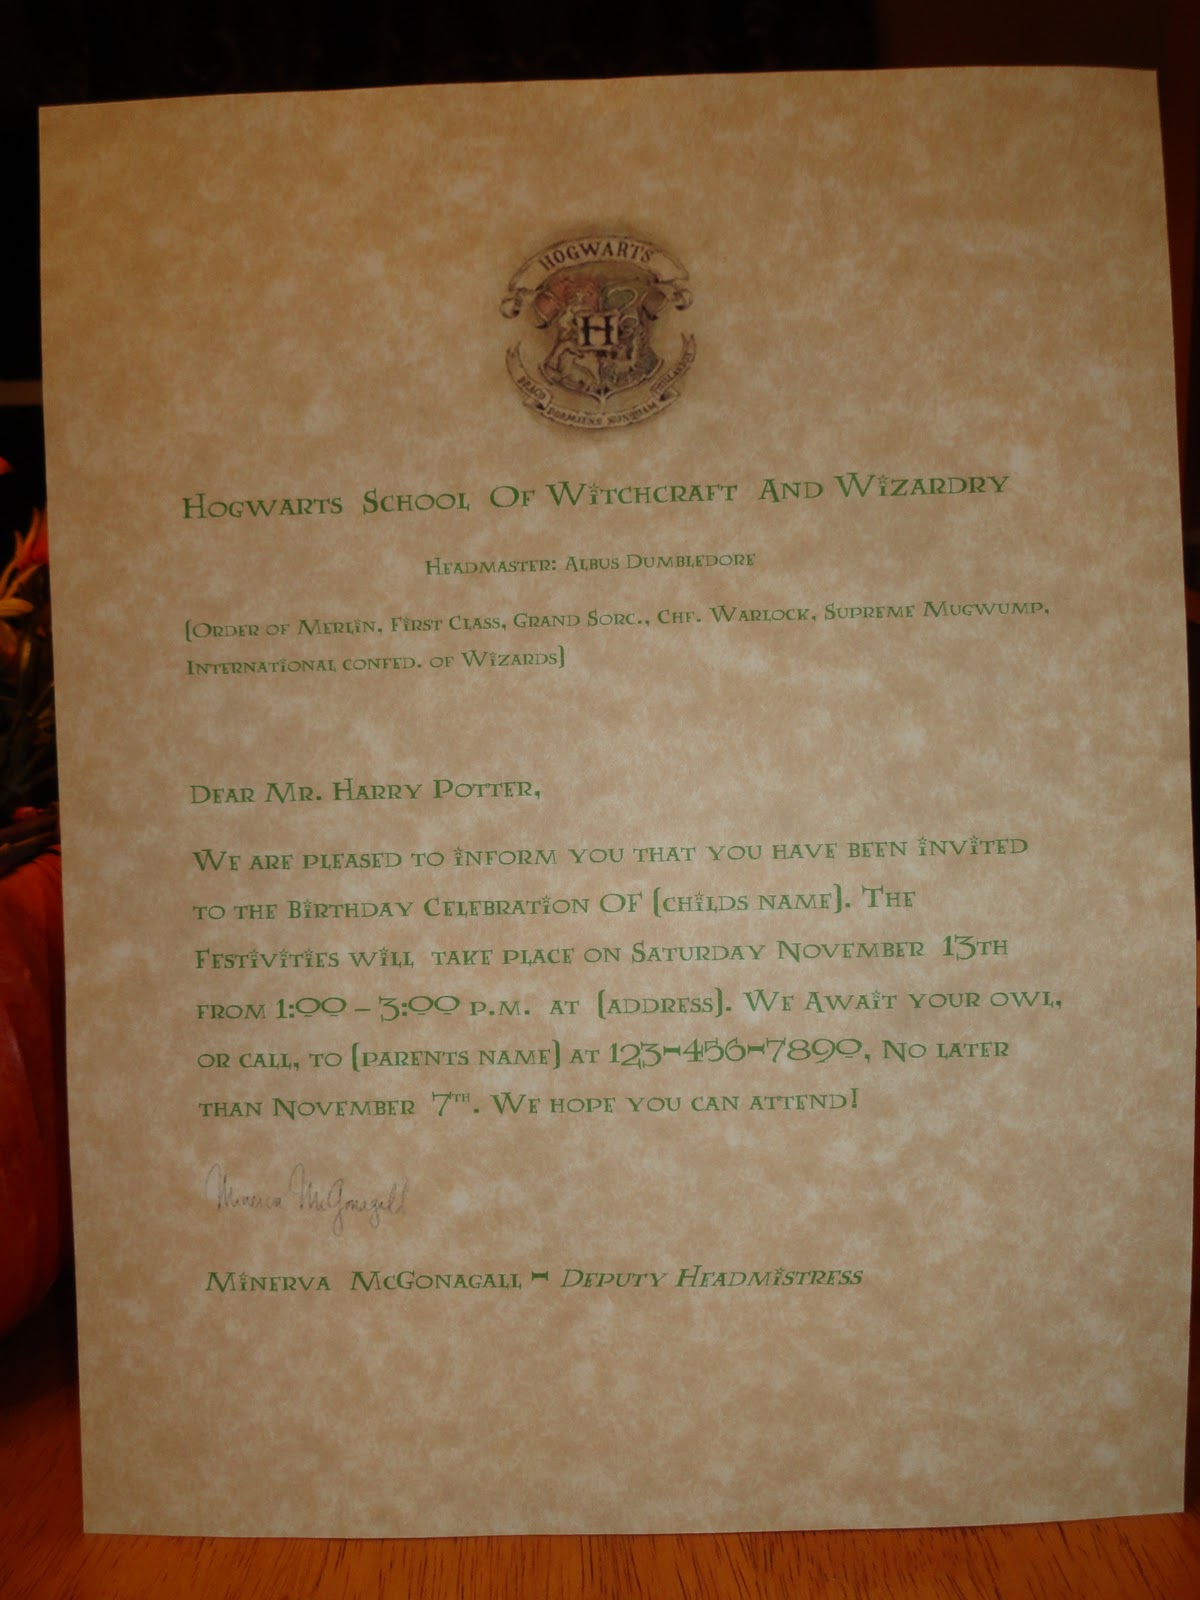 HOGWARTS
H
DRACO DORMIENS NUNQUAM TITILLANDUS
Hogwarts School Of Witchcraft And Wizardry
Headmaster: Albus Dumbledore
(Order of Merlin, First Class, Grand Sorc., Chf. Warlock, Supreme Mugwump,
International confed. of Wizards)
Dear Mr. Harry Potter,
We are pleased to inform you that you have been invited
to the Birthday Celebration Of (childs name). The
Festivities will take place on Saturday November 13th
from 1:00 – 3:00 p.m. at (address). We Await your owl,
or call, to (parents name) at 123-456-7890, No later
than November 7th. We hope you can attend!
Minerva McGonagall
Minerva McGonagall - Deputy Headmistress